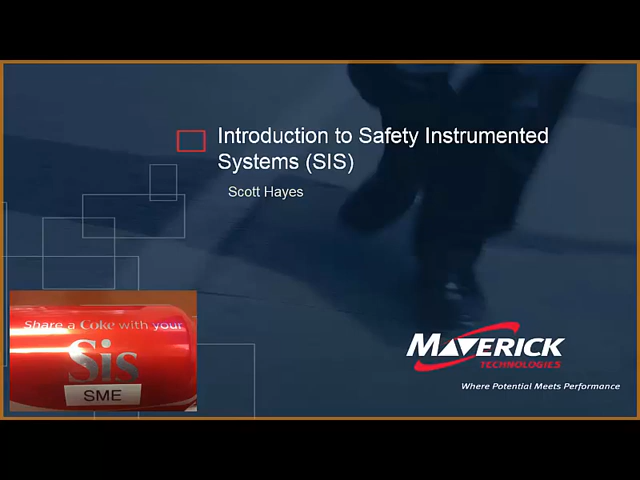 Introduction to Safety Instrumented
Systems (SIS)
Scott Hayes
Share a Coke with your
Sis
SME
MAVERICK
TECHNOLOGIES
Where Potential Meets Performance